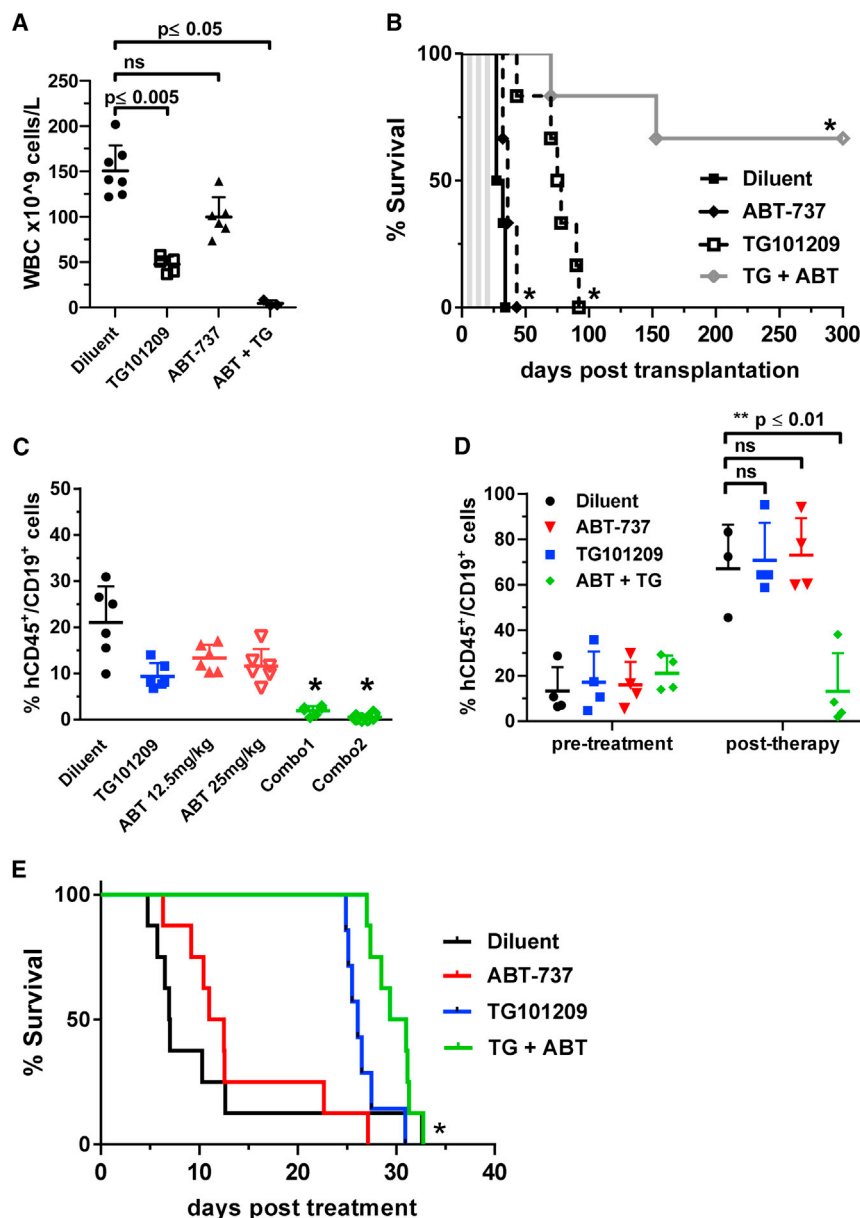 A
p≤ 0.05
ns
p≤ 0.005
WBC x10^9 cells/L
250
200
150
100
50
0
Diluent
TG101209
ABT-737
ABT + TG
B
% Survival
100
50
0
Diluent
ABT-737
TG101209
TG + ABT
*
*
*
0 50 100 150 200 250 300
days post transplantation
C
% hCD45+/CD19+ cells
50
40
30
20
10
0
*
*
Diluent
TG101209
ABT 12.5mg/kg
ABT 25mg/kg
Combo1
Combo2
D
** p ≤ 0.01
ns
ns
% hCD45+/CD19+ cells
100
80
60
40
20
0
Diluent
ABT-737
TG101209
ABT + TG
pre-treatment post-therapy
E
% Survival
100
50
0
Diluent
ABT-737
TG101209
TG + ABT
*
0 10 20 30 40
days post treatment